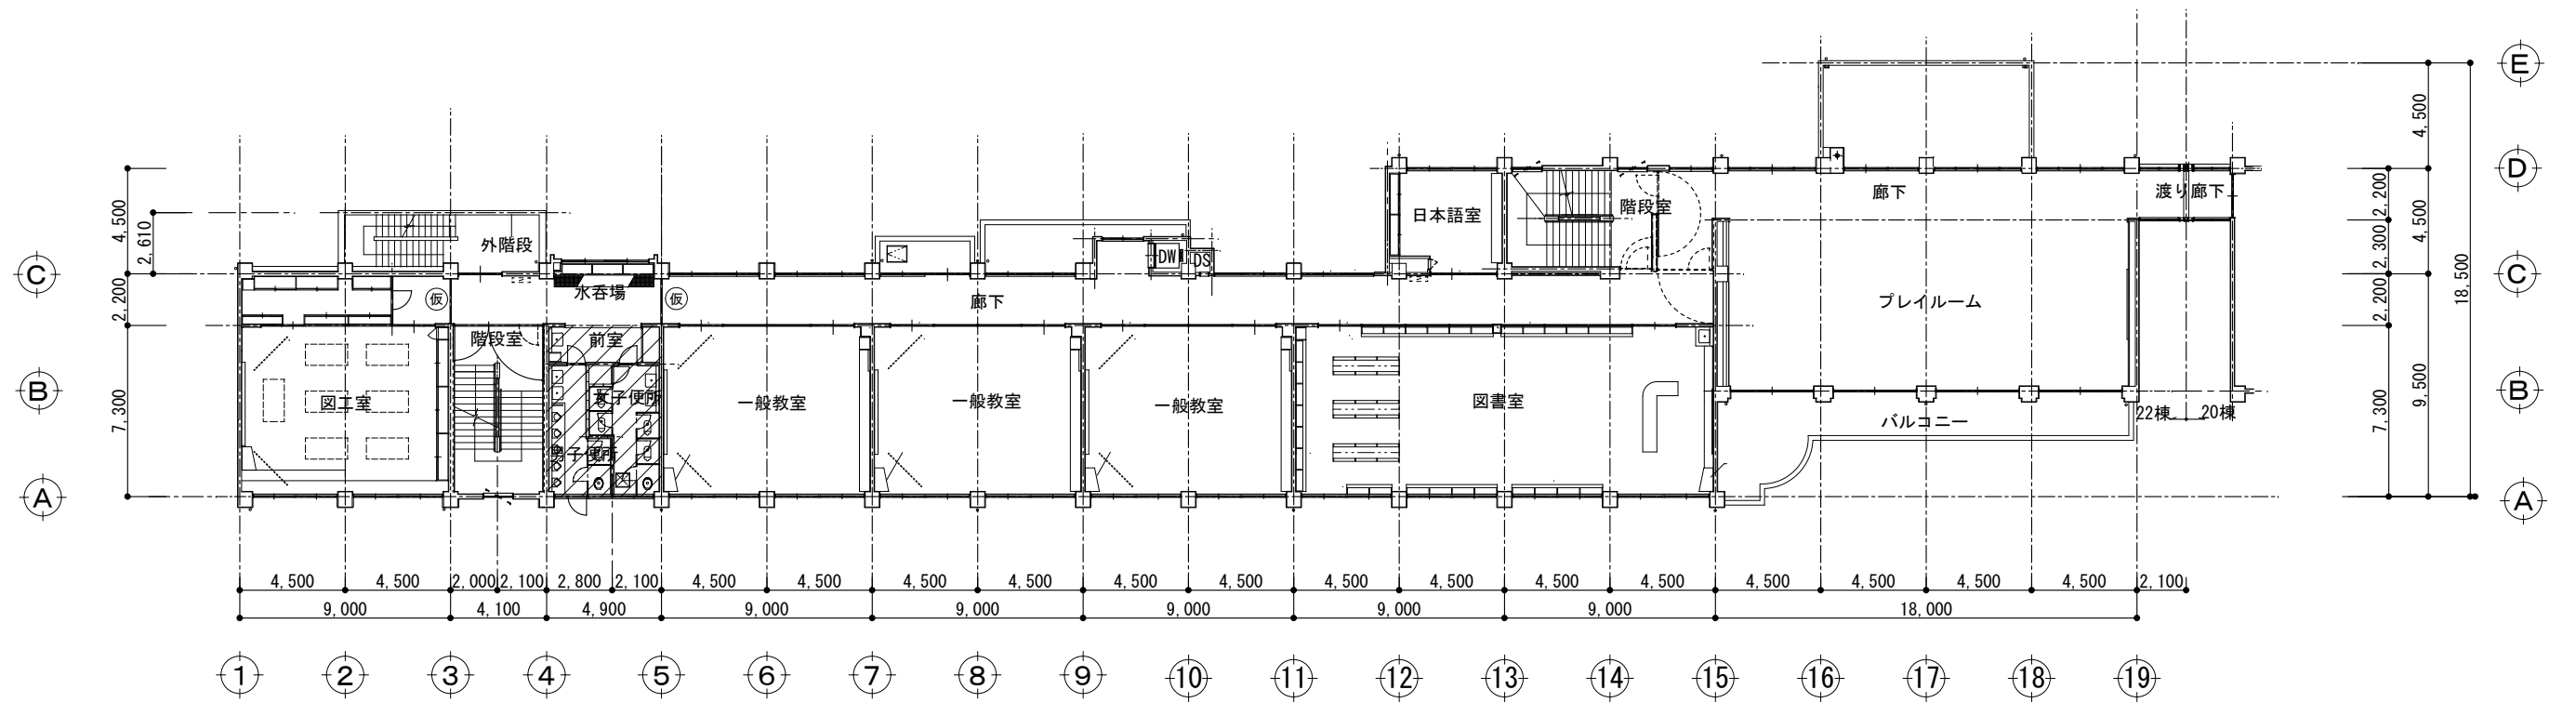 E
4,500
D
渡り廊下
廊下
2,200
4,500
4,500
日本語室
階段室
2,610
外階段
2,300
DW
DS
C
C
18,500
水呑場
仮
仮
廊下
プレイルーム
2,200
2,200
階段室
前室
B
B
図工室
女子便所
一般教室
一般教室
一般教室
図書室
22棟
20棟
バルコニー
9,500
7,300
7,300
男子便所
A
A
4,500
4,500
2,000
2,100
2,800
2,100
4,500
4,500
4,500
4,500
4,500
4,500
4,500
4,500
4,500
4,500
4,500
4,500
4,500
4,500
2,100
9,000
4,100
4,900
9,000
9,000
9,000
9,000
9,000
18,000
1
2
3
4
5
6
7
8
9
10
11
12
13
14
15
16
17
18
19